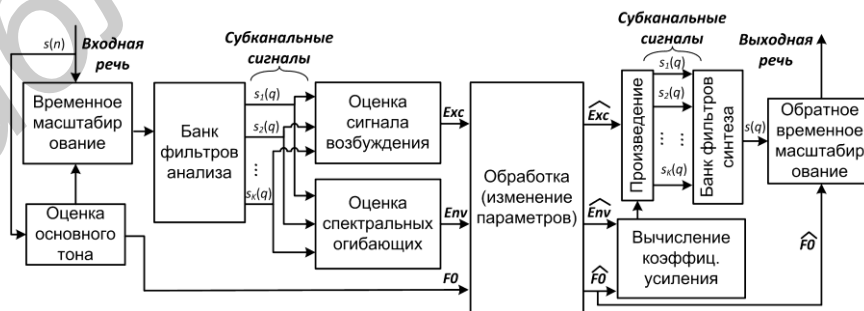 s(n)
Входная
речь
Временное
масштабир
ование
Оценка
основного
тона
Банк
фильтров
анализа
Субканальные
сигналы
s1(q)
s2(q)
...
sK(q)
Оценка
сигнала
возбуждения
Оценка
спектральных
огибающих
Exc
Env
F0
Обработка
(изменение
параметров)
Exc
Env
F0
Произведение
Вычисление
коэффиц.
усиления
Субканальные
сигналы
s1(q)
s2(q)
... ...
sK(q)
Банк фильтров
синтеза
s(q)
Выходная
речь
Обратное
временное
масштабир
ование
F0